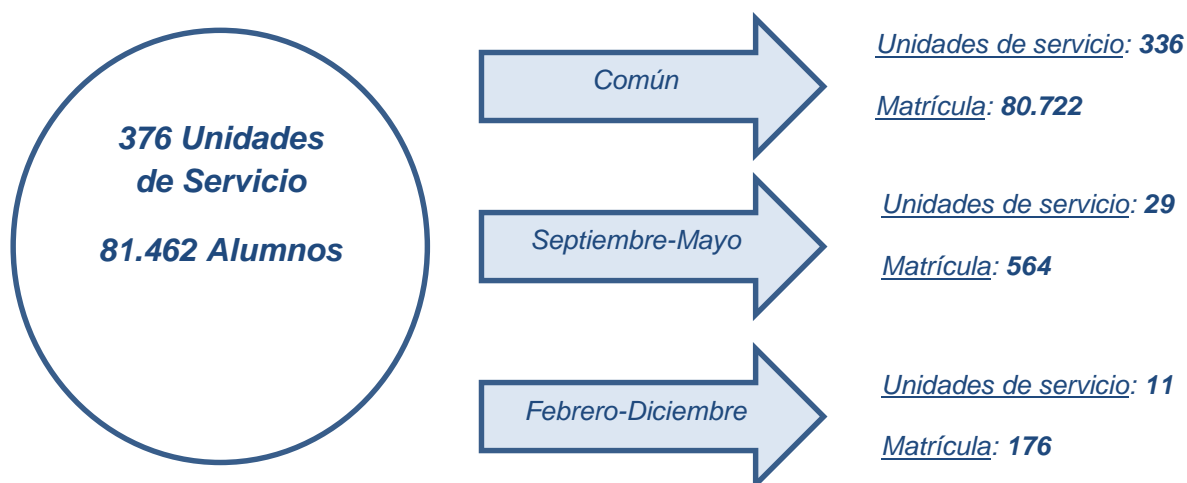 376 Unidades
de Servicio
81.462 Alumnos
Común
Unidades de servicio: 336
Matrícula: 80.722
Septiembre-Mayo
Unidades de servicio: 29
Matrícula: 564
Febrero-Diciembre
Unidades de servicio: 11
Matrícula: 176